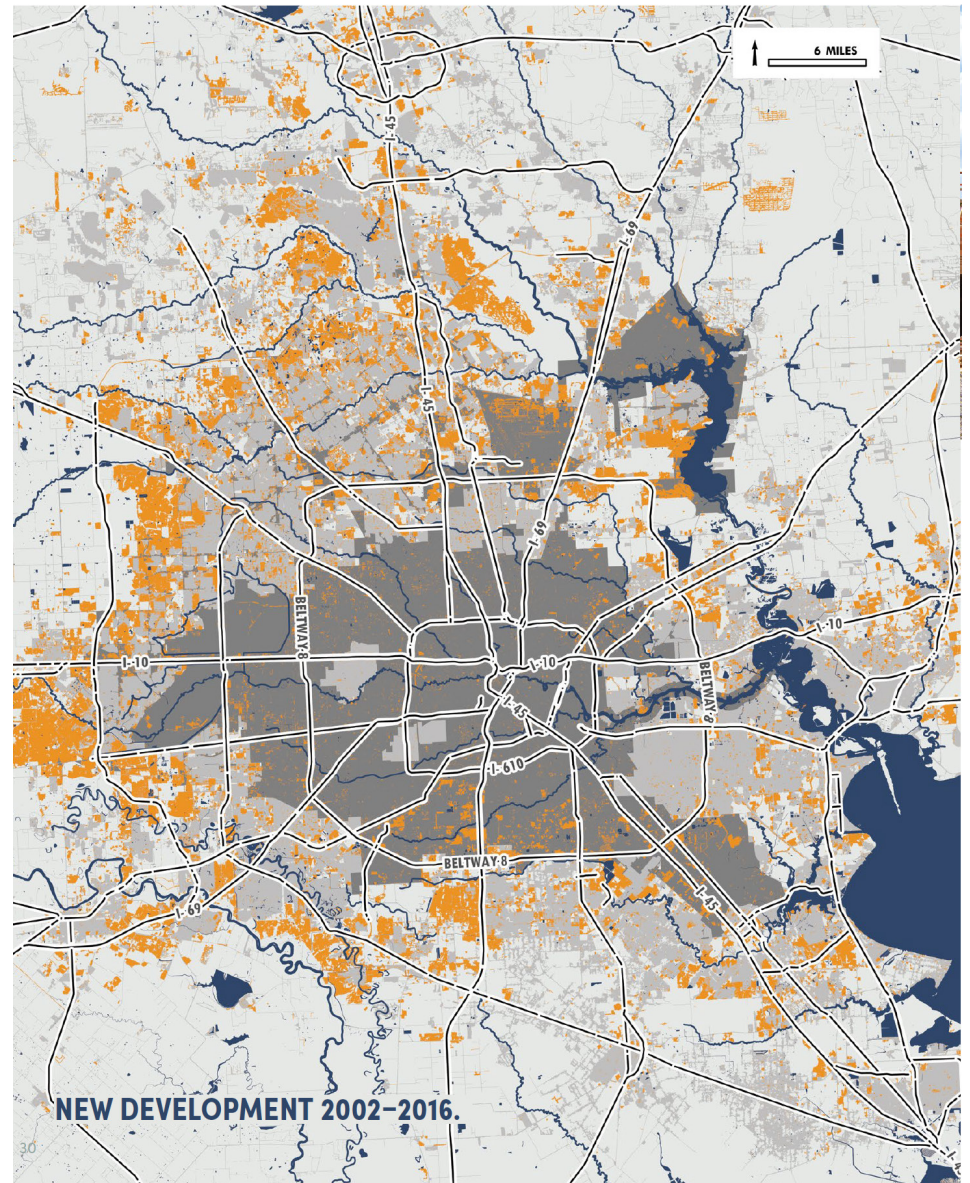 6 MILES
I-45
I-69
I-45
I-69
BELTWAY-8
I-10
I-10
I-10
BELTWAY-8
I-45
I-610
BELTWAY-8
I-45
I-69
NEW DEVELOPMENT 2002–2016.
30